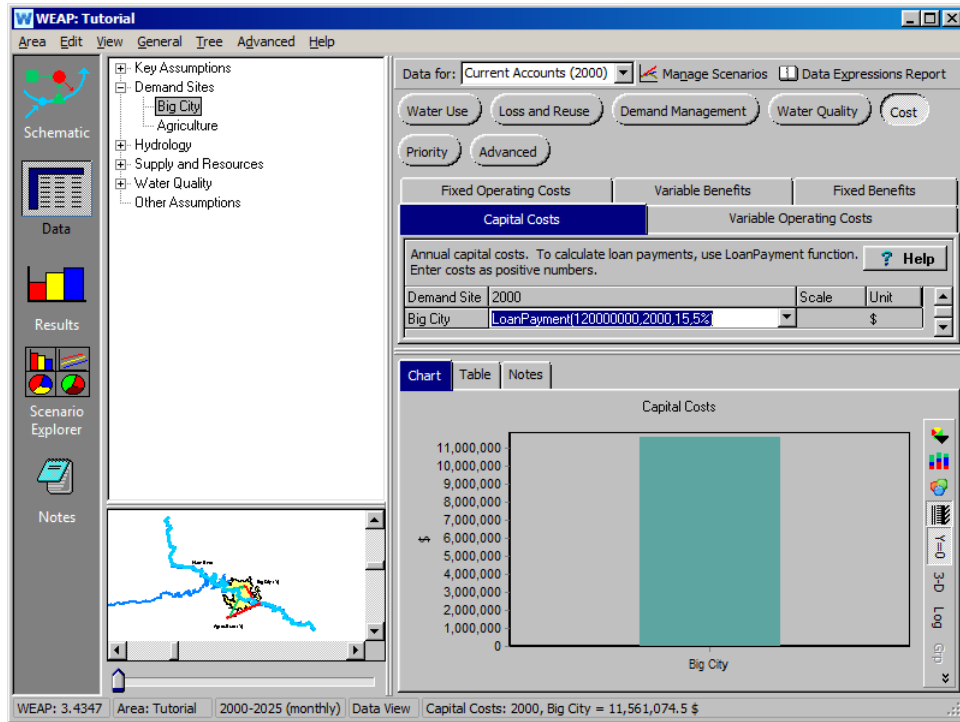 WEAP: Tutorial
Area Edit View General Tree Advanced Help
Schematic
Data
Results
Scenario
Explorer
Notes
Key Assumptions
Demand Sites
Big City
Agriculture
Hydrology
Supply and Resources
Water Quality
Other Assumptions
Data for: Current Accounts (2000) Manage Scenarios Data Expressions Report
Water Use Loss and Reuse Demand Management Water Quality Cost
Priority Advanced
Fixed Operating Costs Variable Benefits Fixed Benefits
Capital Costs Variable Operating Costs
Annual capital costs. To calculate loan payments, use LoanPayment function.
Enter costs as positive numbers.
? Help
Demand Site 2000 Scale Unit
Big City LoanPayment(120000000,2000,15,5%) $
Chart Table Notes
Capital Costs
11,000,000
10,000,000
9,000,000
8,000,000
7,000,000
6,000,000
5,000,000
4,000,000
3,000,000
2,000,000
1,000,000
0
$
Big City
Y=0
3-D
Log
Grp
WEAP: 3.4347 Area: Tutorial 2000-2025 (monthly) Data View Capital Costs: 2000, Big City = 11,561,074.5 $